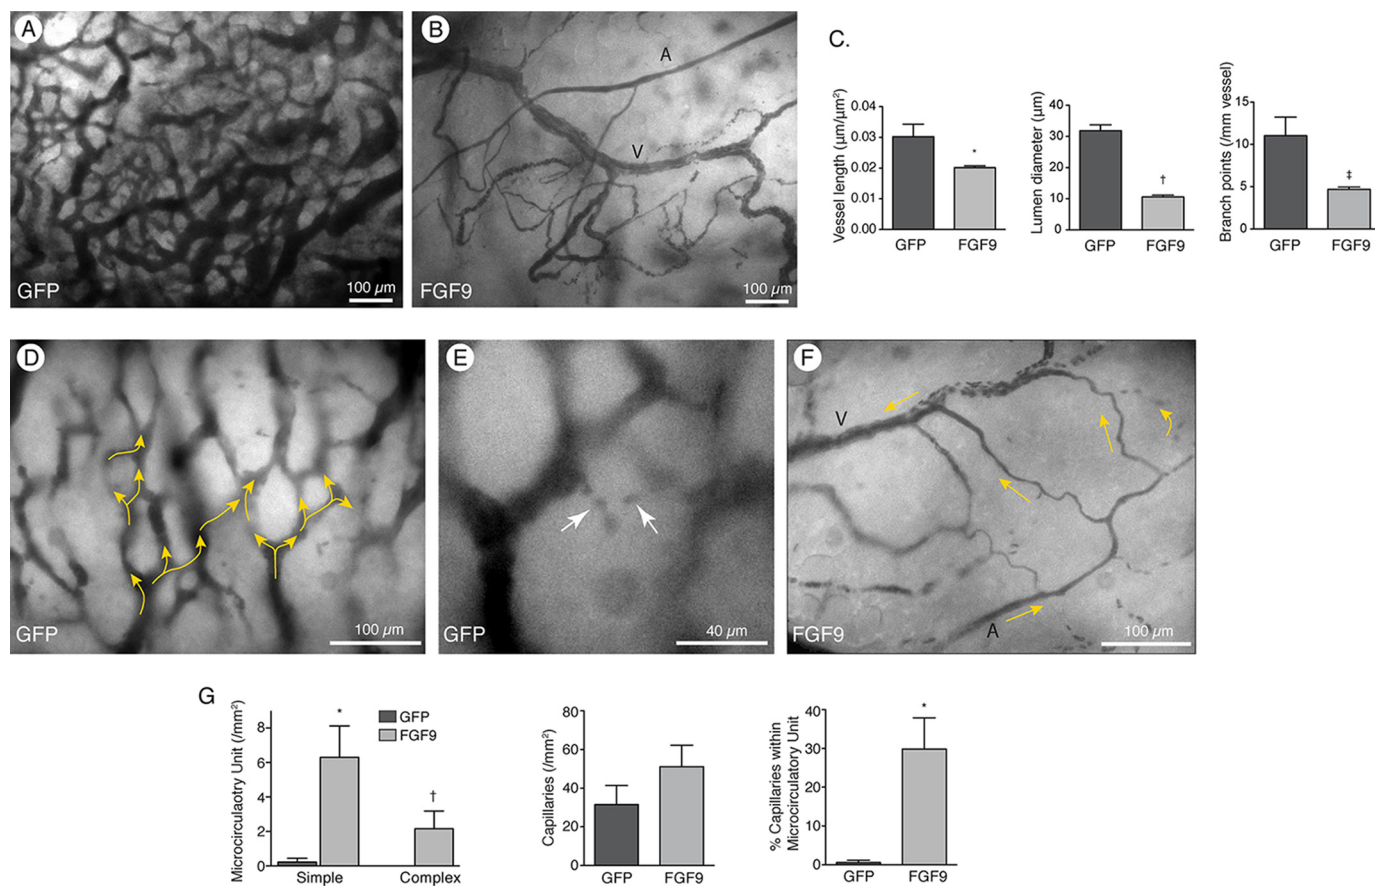 A
GFP
100 µm
B
A
V
FGF9
100 µm
C.
Vessel length (µm/µm²)
0.04
0.03
0.02
0.01
0.00
*
GFP
FGF9
Lumen diameter (µm)
40
30
20
10
0
†
GFP
FGF9
Branch points (/mm vessel)
15
10
5
0
‡
GFP
FGF9
D
GFP
100 µm
E
GFP
40 µm
F
V
A
FGF9
100 µm
G
Microcirculaotry Unit (/mm²)
8
6
4
2
0
*
†
GFP
FGF9
Simple
Complex
Capillaries (/mm²)
80
60
40
20
0
GFP
FGF9
% Capillaries within
Microcirculatory Unit
40
30
20
10
0
*
GFP
FGF9